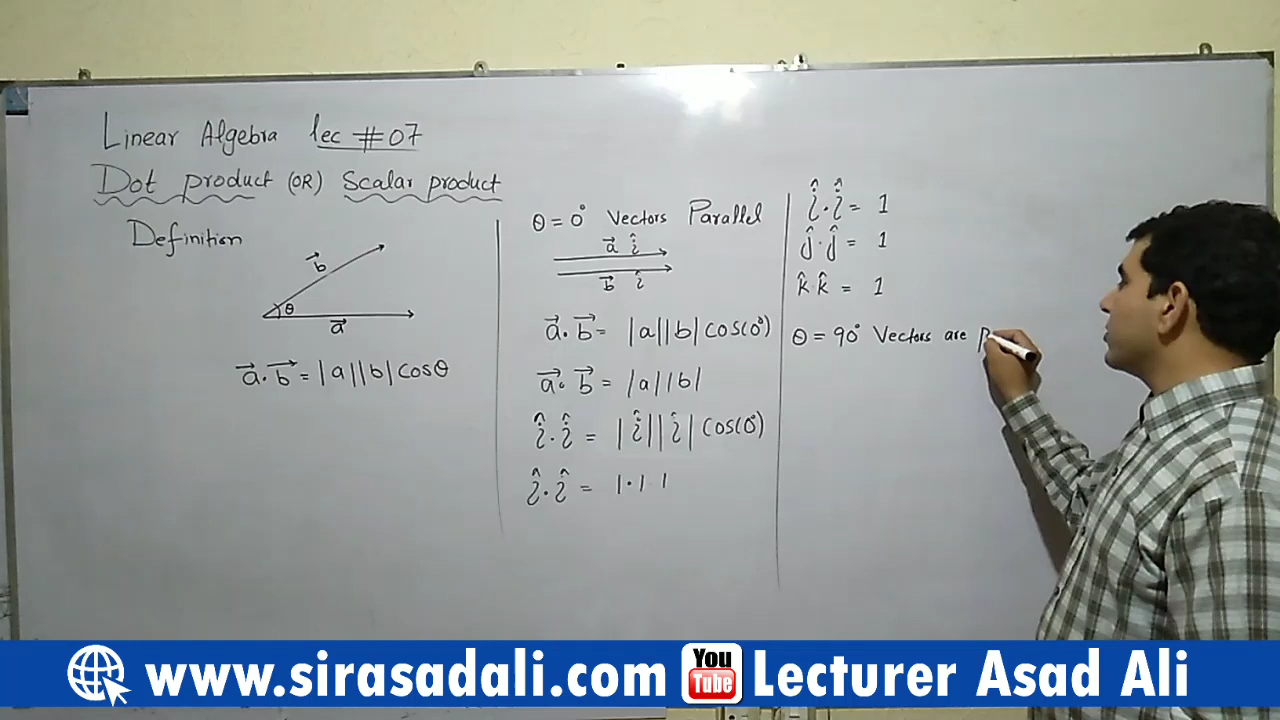 Linear Algebra lec #07
Dot product (OR) Scalar product
Definition
b⃗
θ
a⃗
a⃗ . b⃗ = |a||b| cosθ
θ = 0° Vectors Parallel
a⃗ î
b⃗ î
a⃗ . b⃗ = |a||b| cos(0°)
a⃗ . b⃗ = |a||b|
î . î = |î||î| cos(0°)
î . î = 1 . 1 . 1
î . î = 1
ĵ . ĵ = 1
k̂ . k̂ = 1
θ = 90° Vectors are P
www.sirasadali.com You Tube Lecturer Asad Ali